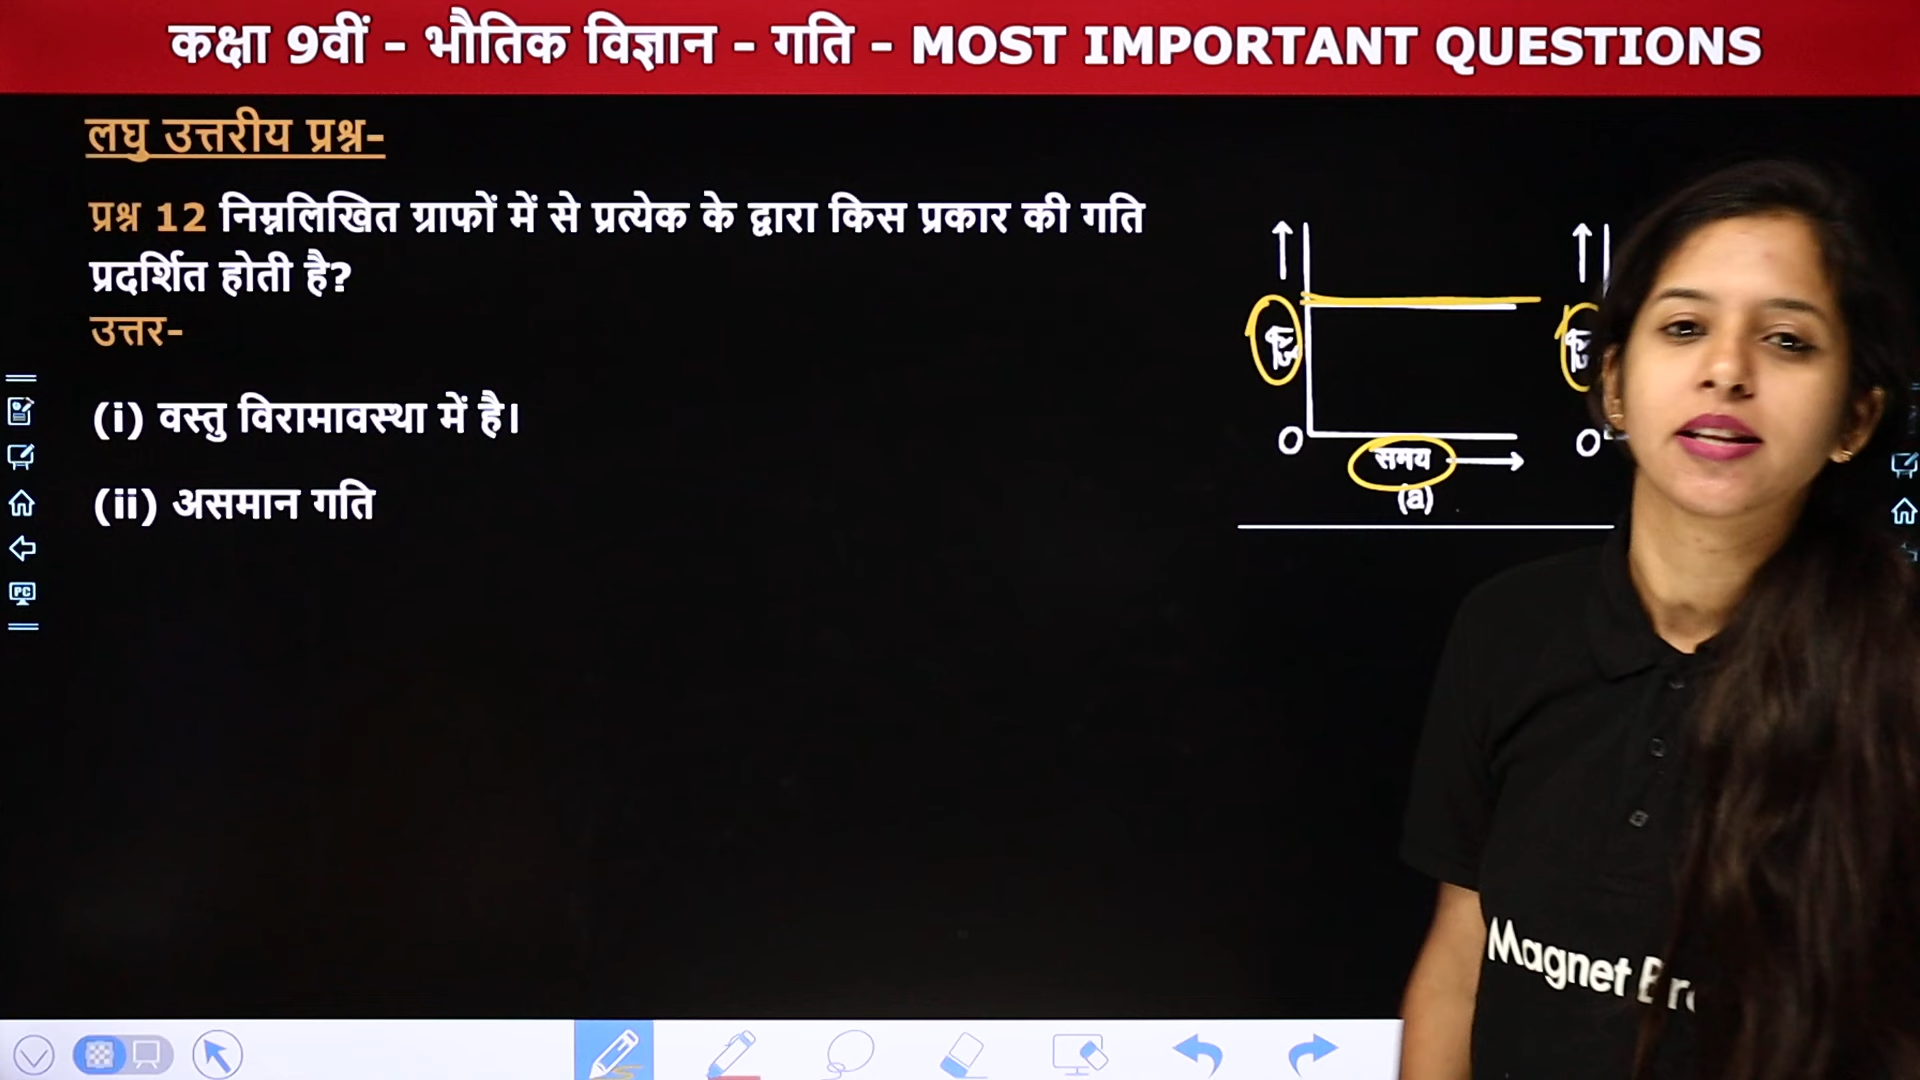 कक्षा 9वीं - भौतिक विज्ञान - गति - MOST IMPORTANT QUESTIONS
लघु उत्तरीय प्रश्न-
प्रश्न 12 निम्नलिखित ग्राफों में से प्रत्येक के द्वारा किस प्रकार की गति
प्रदर्शित होती है?
उत्तर-
(i) वस्तु विरामावस्था में है।
(ii) असमान गति
O
समय
(a)
O
PC
Magnet